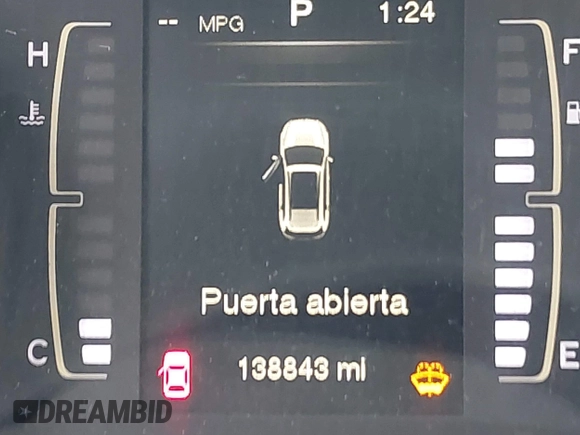 -- MPG P 1:24
H F
Puerta abierta
C E
138843 mi
DREAMBID